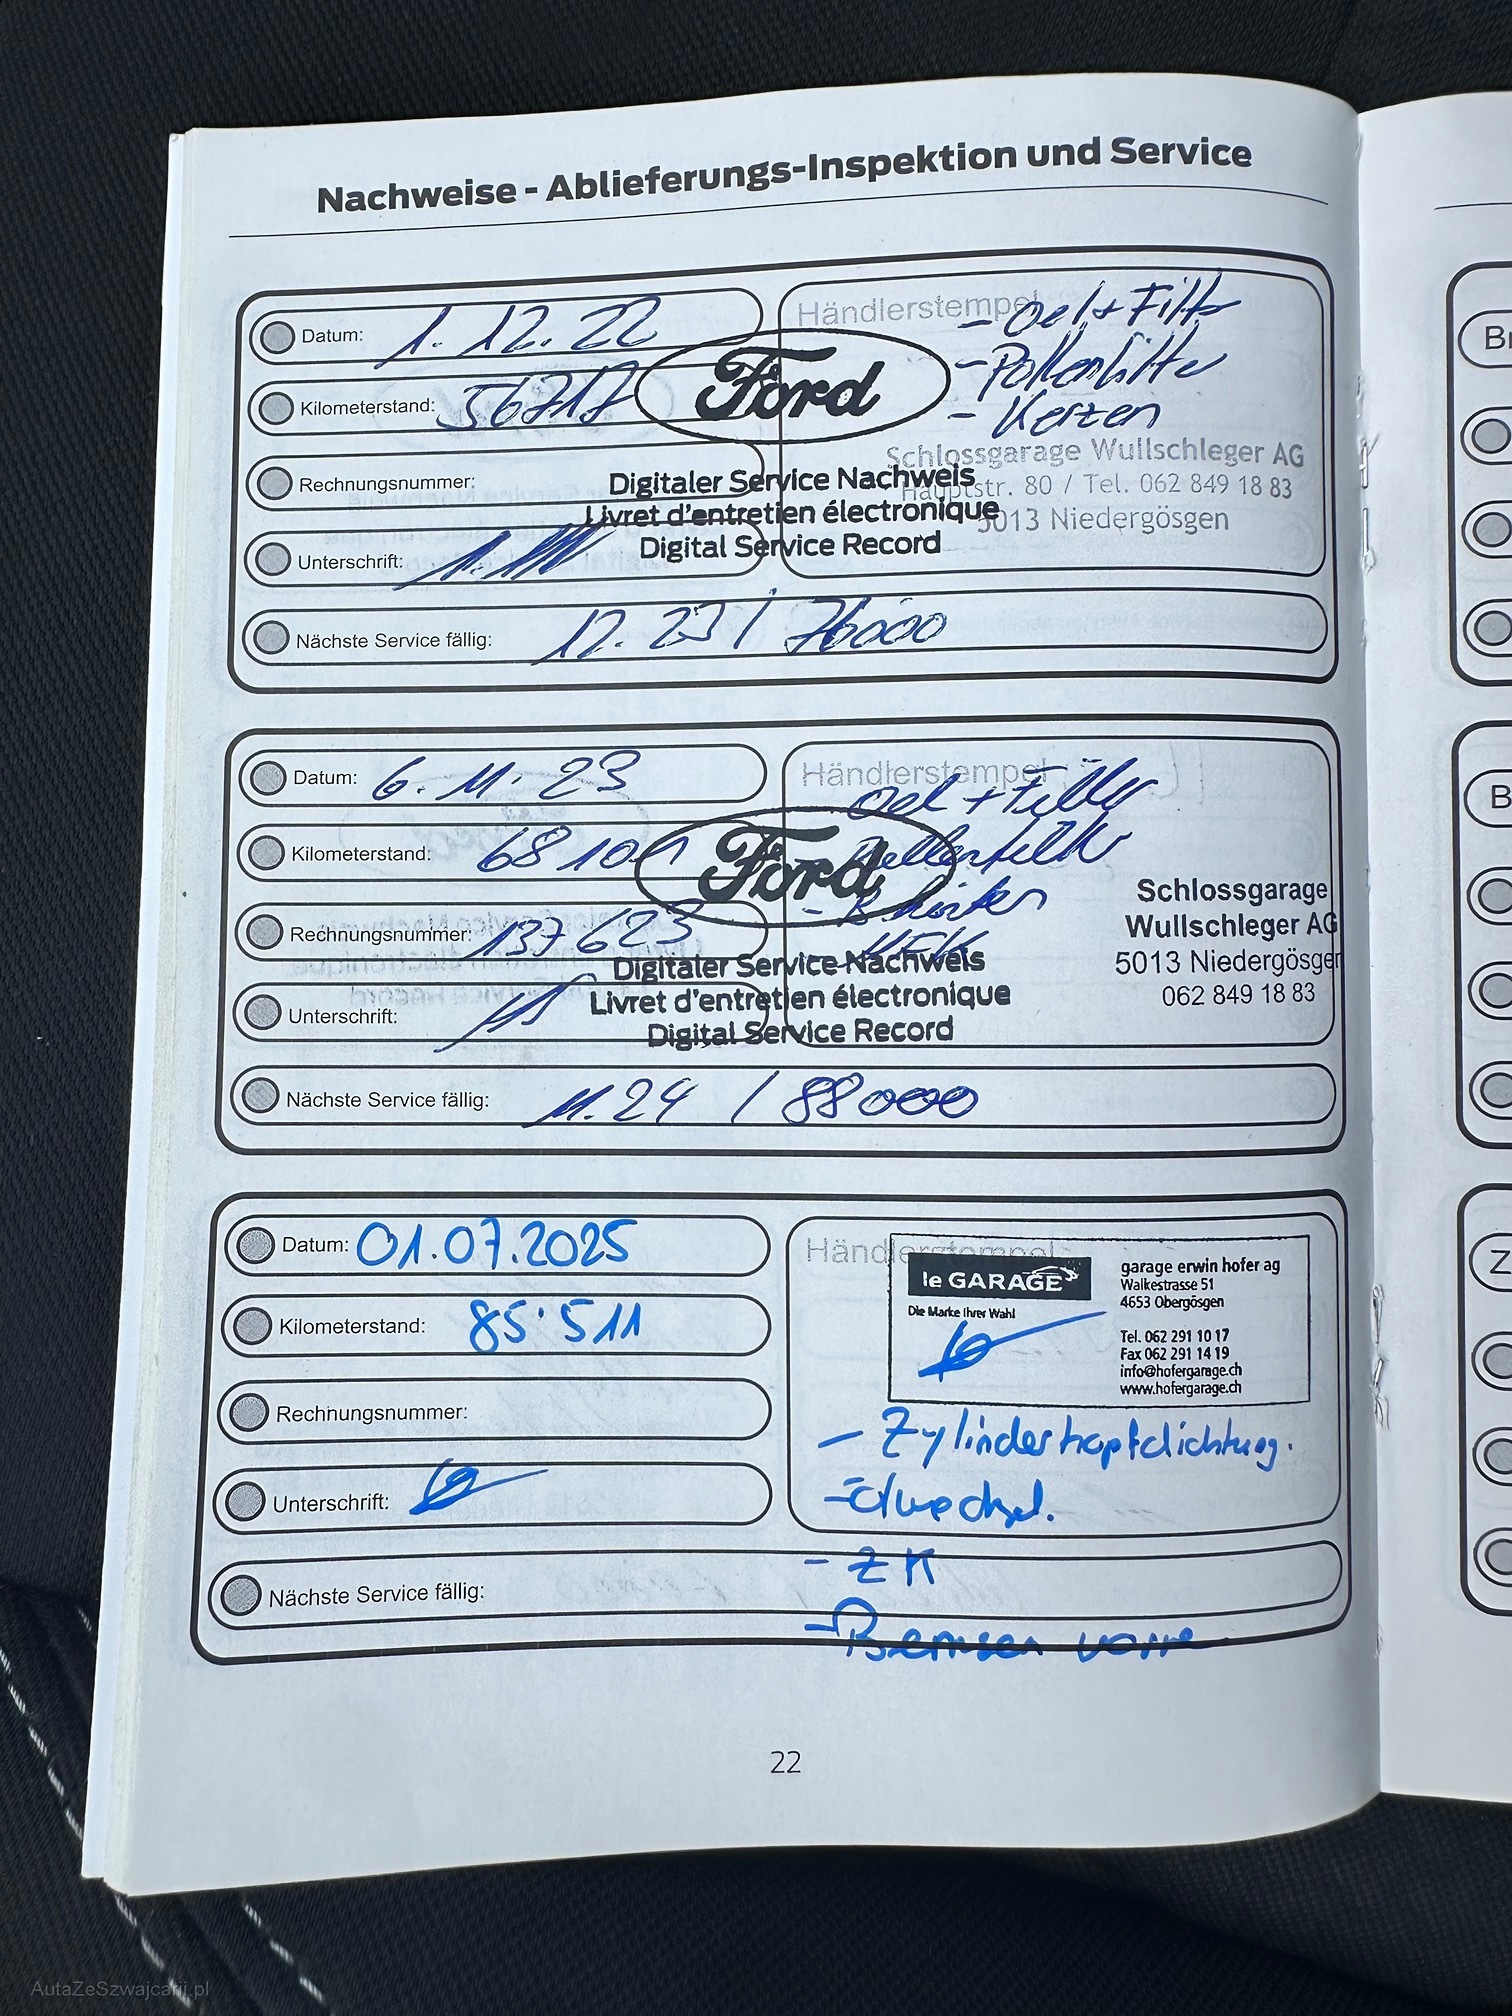 Nachweise - Ablieferungs-Inspektion und Service
Datum: 1. 12. 22
Kilometerstand: 56717
Rechnungsnummer:
Unterschrift:
Nächste Service fällig: 12. 23 / 76000
Händlerstempel
- Oel + Filter
- Pollenfilter
- Kerzen
Ford
Schlossgarage Wullschleger AG
Hauptstr. 80 / Tel. 062 849 18 83
5013 Niedergösgen
Digitaler Service Nachweis
Livret d'entretien électronique
Digital Service Record
Datum: 6. 11. 23
Kilometerstand: 68101
Rechnungsnummer: 137623
Unterschrift:
Nächste Service fällig: 11. 24 / 88000
Händlerstempel
Oel + Filter
Pollenfilter
- B. hinten
Ford
Schlossgarage
Wullschleger AG
5013 Niedergösgen
062 849 18 83
Digitaler Service Nachweis
Livret d'entretien électronique
Digital Service Record
Datum: 01.07.2025
Kilometerstand: 85'511
Rechnungsnummer:
Unterschrift:
Nächste Service fällig:
Händlerstempel
le GARAGE
Die Marke Ihrer Wahl
garage erwin hofer ag
Walkestrasse 51
4653 Obergösgen
Tel. 062 291 10 17
Fax 062 291 14 19
info@hofergarage.ch
www.hofergarage.ch
- Zylinderkopfdichtung.
- Ölwechsel.
- ZK
- Bremsen vorne
22
AutaZeSzwajcarii.pl